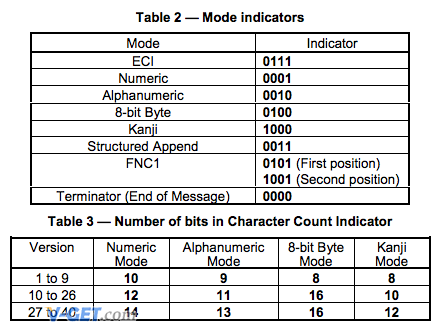 Table 2 — Mode indicators
Mode Indicator
ECI 0111
Numeric 0001
Alphanumeric 0010
8-bit Byte 0100
Kanji 1000
Structured Append 0011
FNC1 0101 (First position)
1001 (Second position)
Terminator (End of Message) 0000
Table 3 — Number of bits in Character Count Indicator
Version Numeric Alphanumeric 8-bit Byte Kanji
Mode Mode Mode Mode
1 to 9 10 9 8 8
10 to 26 12 11 16 10
27 to 40 14 13 16 12
V-GET.com